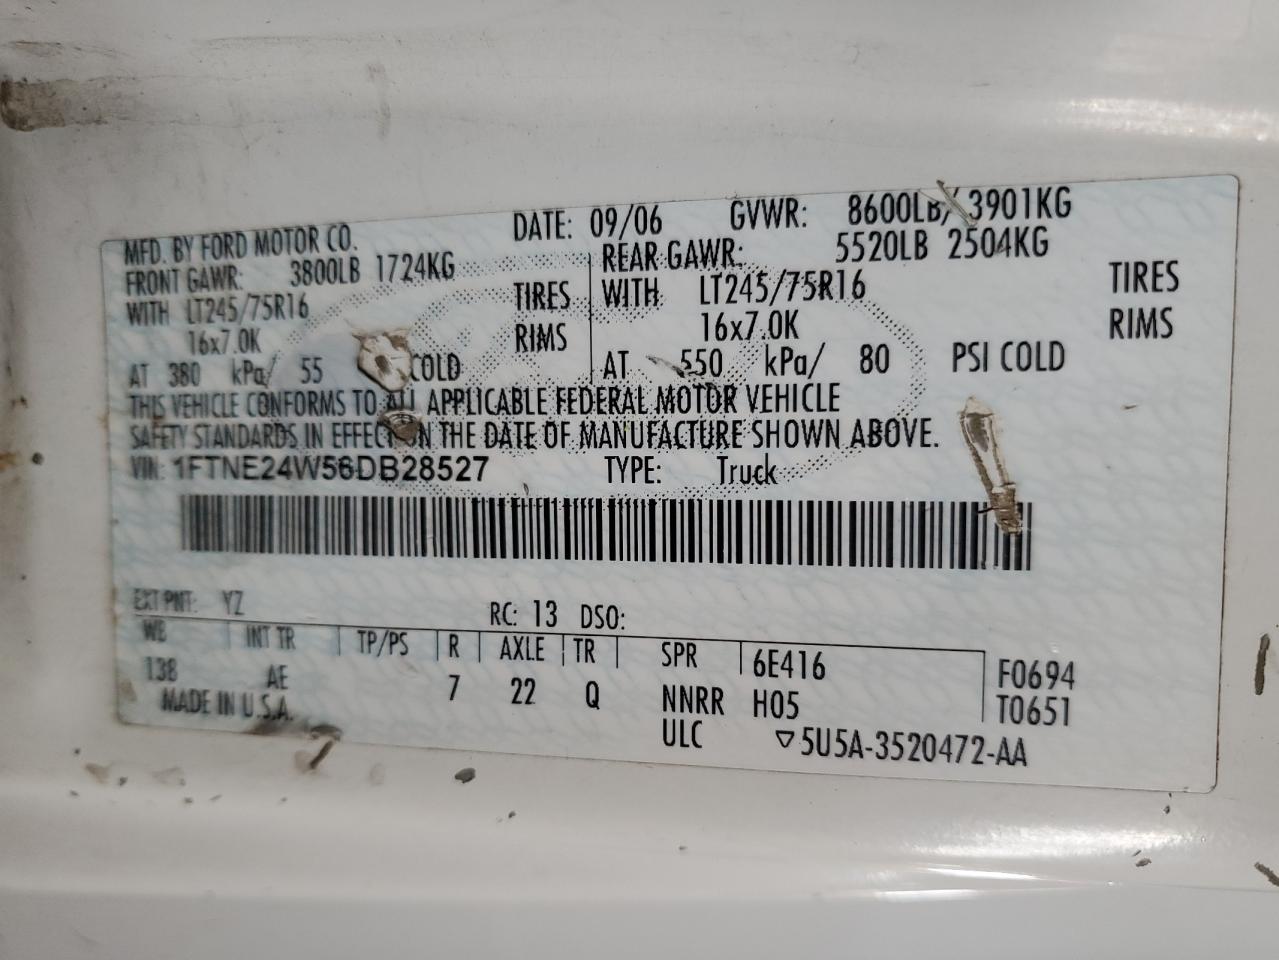 MFD. BY FORD MOTOR CO. DATE: 09/06 GVWR: 8600LB/ 3901KG
FRONT GAWR: 3800LB 1724KG REAR GAWR: 5520LB 2504KG
WITH LT245/75R16 TIRES WITH LT245/75R16 TIRES
16x7.0K RIMS 16x7.0K RIMS
AT 380 kPa/ 55 COLD AT 550 kPa/ 80 PSI COLD
THIS VEHICLE CONFORMS TO ALL APPLICABLE FEDERAL MOTOR VEHICLE
SAFETY STANDARDS IN EFFECT ON THE DATE OF MANUFACTURE SHOWN ABOVE.
VIN: 1FTNE24W56DB28527 TYPE: Truck
EXT PNT: YZ RC: 13 DSO:
WB INT TR TP/PS R AXLE TR SPR 6E416 F0694
138 AE 7 22 Q NNRR H05 T0651
MADE IN U.S.A. ULC ▽5U5A-3520472-AA